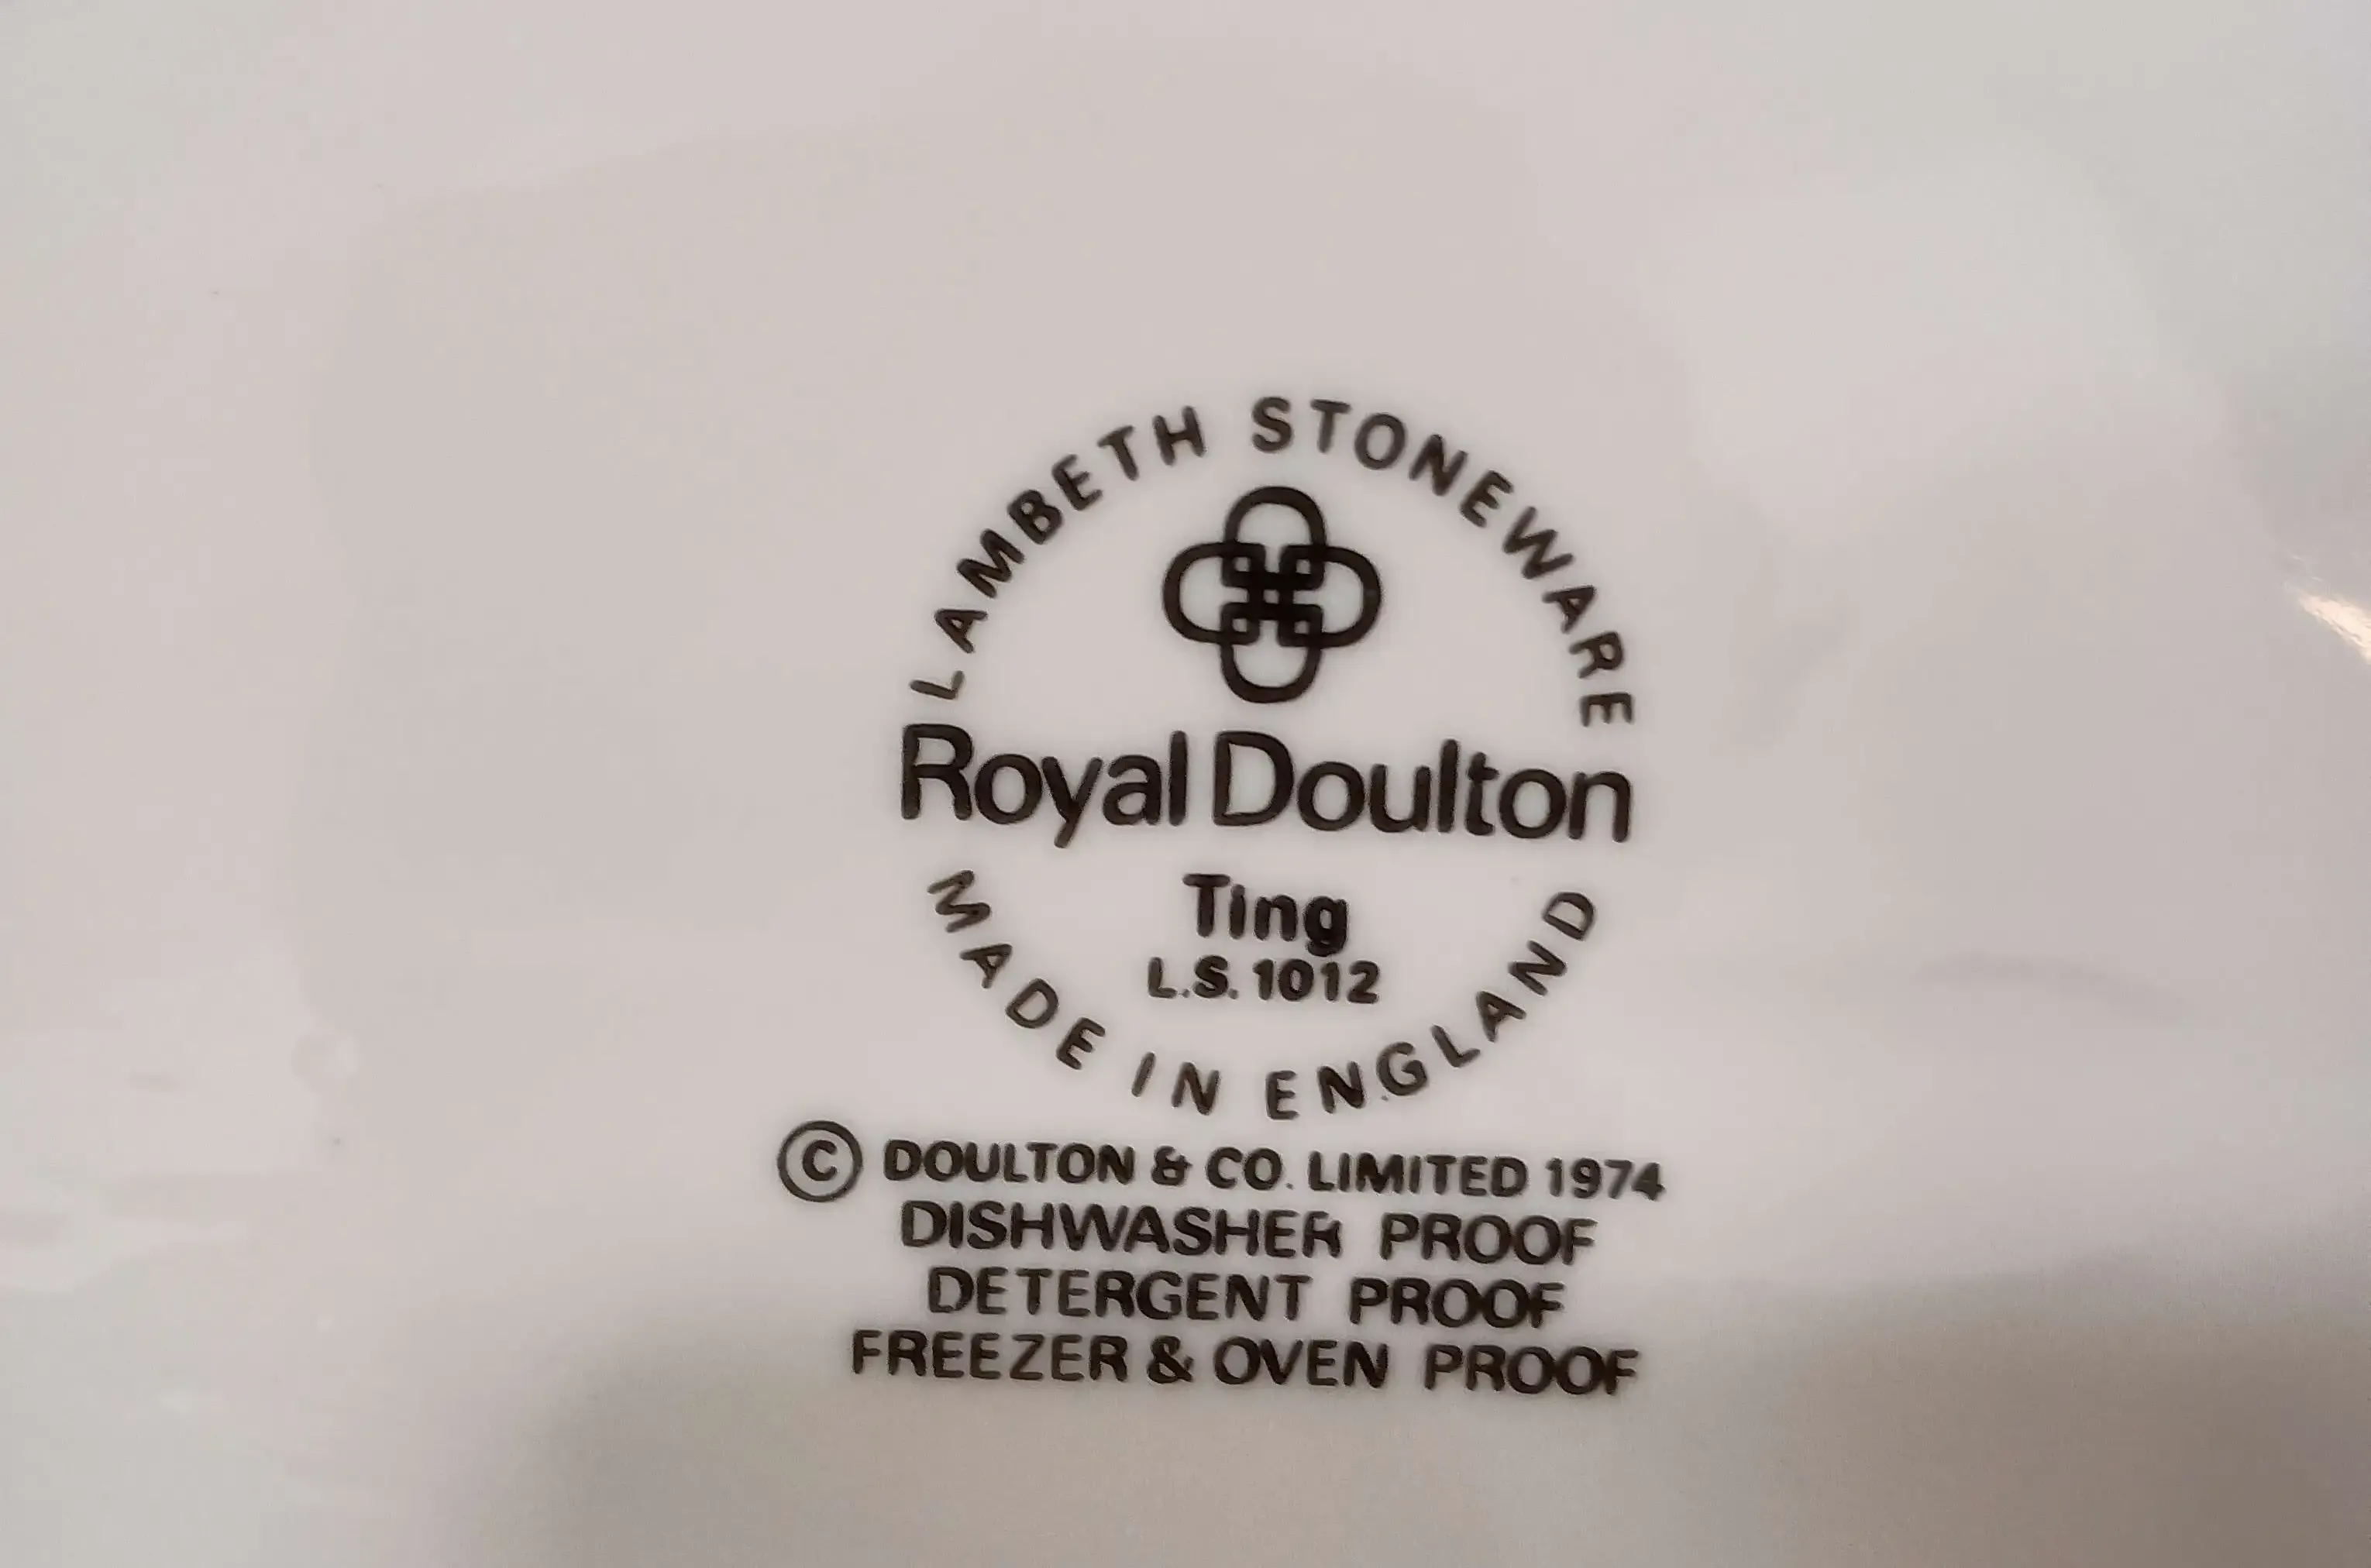 LAMBETH STONEWARE
Royal Doulton
Ting
L.S. 1012
MADE IN ENGLAND
© DOULTON & CO. LIMITED 1974
DISHWASHER PROOF
DETERGENT PROOF
FREEZER & OVEN PROOF